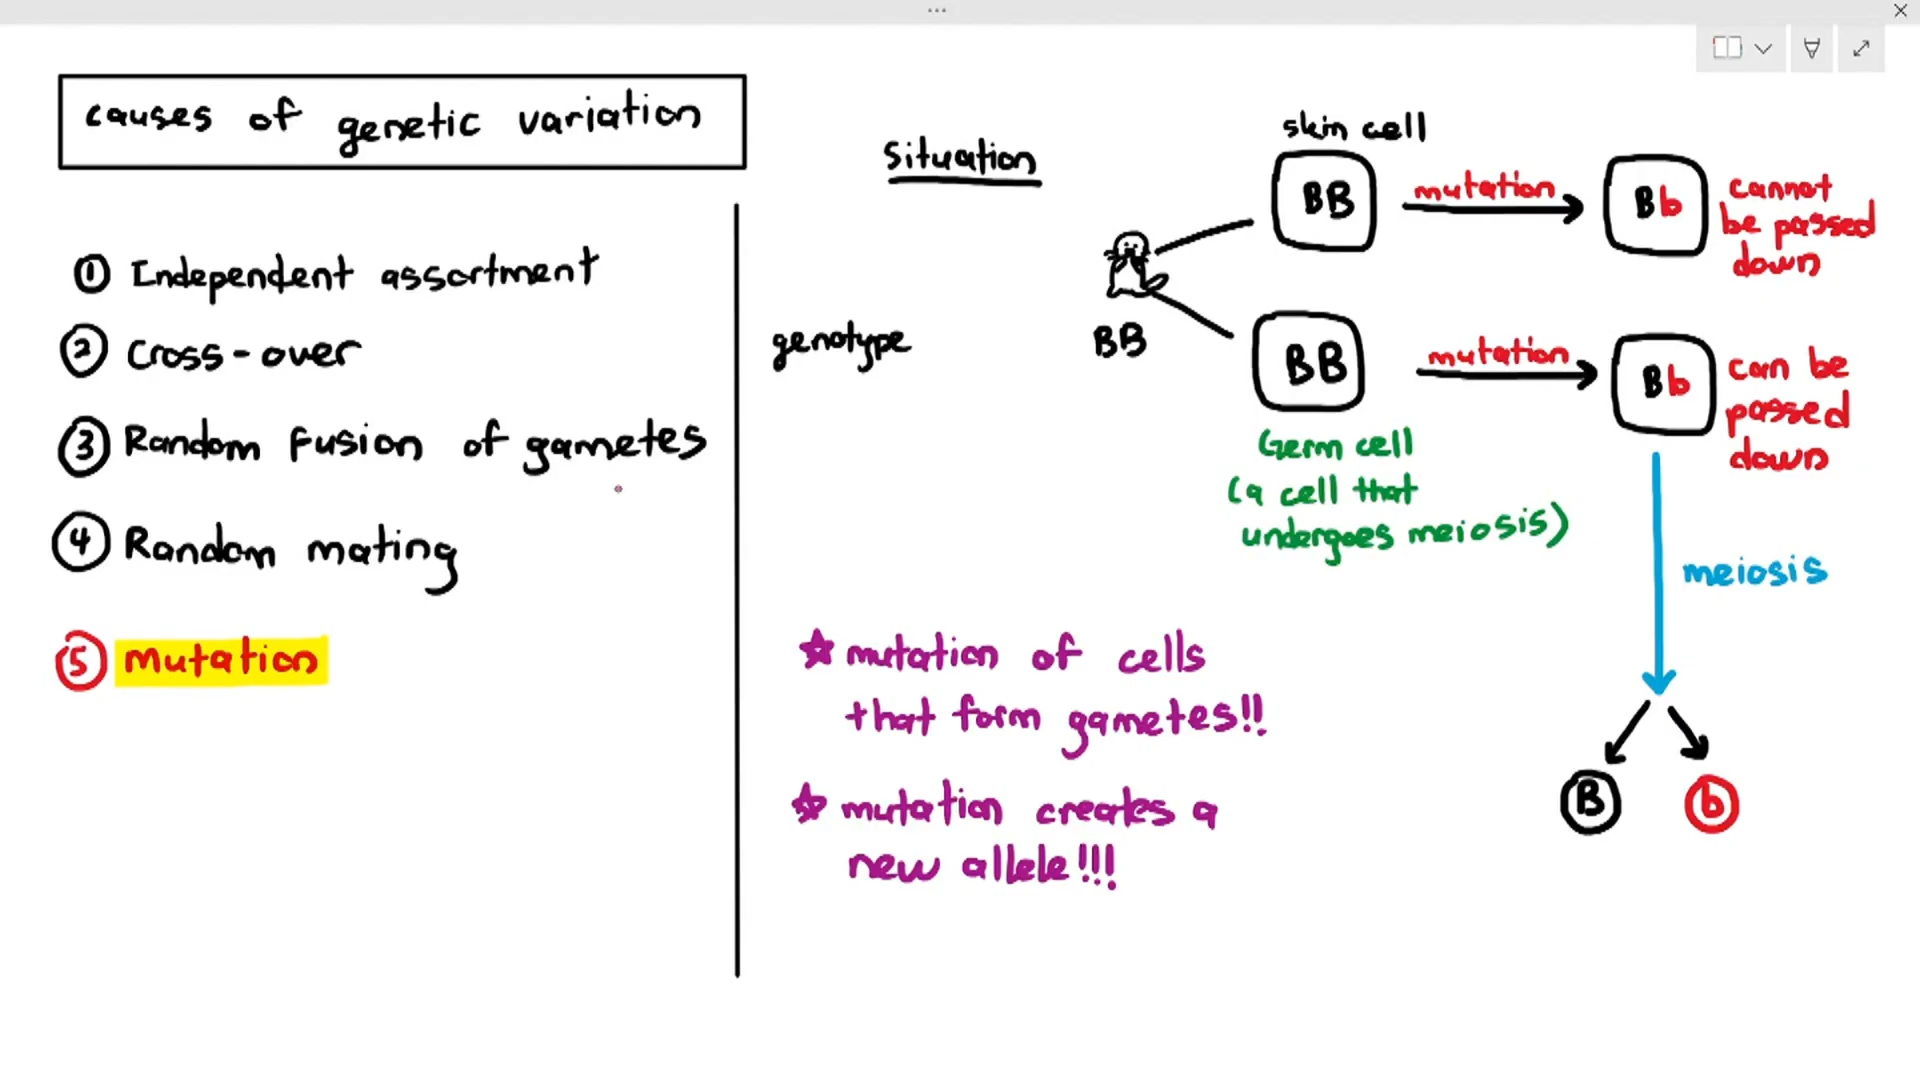 causes of genetic variation
① Independent assortment
② Cross-over
③ Random fusion of gametes
④ Random mating
⑤ mutation
situation
genotype
BB
skin cell
BB
mutation
Bb
cannot
be passed
down
BB
mutation
Bb
can be
passed
down
Germ cell
(a cell that
undergoes meiosis)
meiosis
B
b
★ mutation of cells
that form gametes!!
★ mutation creates a
new allele!!!